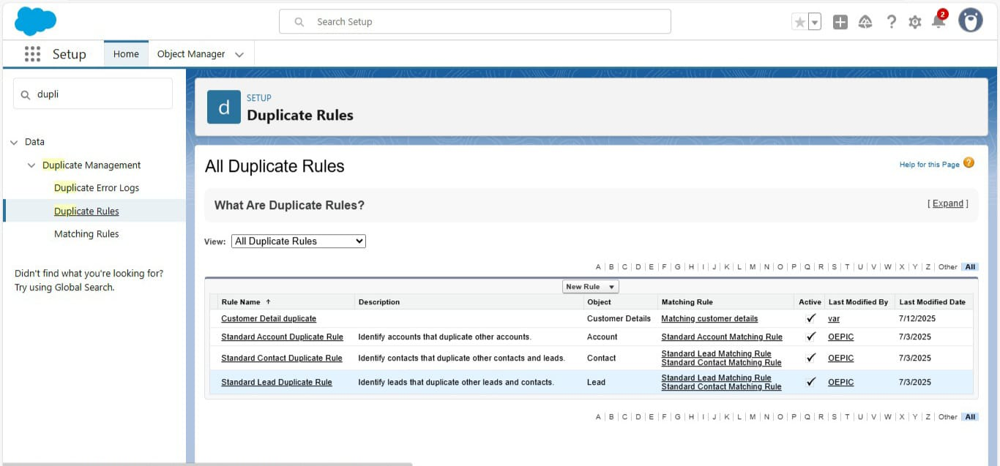 Search Setup
2
Setup
Home
Object Manager
dupli
Data
Duplicate Management
Duplicate Error Logs
Duplicate Rules
Matching Rules
Didn't find what you're looking for?
Try using Global Search.
d
SETUP
Duplicate Rules
All Duplicate Rules
Help for this Page ?
What Are Duplicate Rules?
[ Expand ]
View: All Duplicate Rules
A | B | C | D | E | F | G | H | I | J | K | L | M | N | O | P | Q | R | S | T | U | V | W | X | Y | Z | Other All
New Rule
Rule Name ↑ Description Object Matching Rule Active Last Modified By Last Modified Date
Customer Detail duplicate Customer Details Matching customer details ✓ var 7/12/2025
Standard Account Duplicate Rule Identify accounts that duplicate other accounts. Account Standard Account Matching Rule ✓ OEPIC 7/3/2025
Standard Contact Duplicate Rule Identify contacts that duplicate other contacts and leads. Contact Standard Lead Matching Rule ✓ OEPIC 7/3/2025
Standard Contact Matching Rule
Standard Lead Duplicate Rule Identify leads that duplicate other leads and contacts. Lead Standard Lead Matching Rule ✓ OEPIC 7/3/2025
Standard Contact Matching Rule
A | B | C | D | E | F | G | H | I | J | K | L | M | N | O | P | Q | R | S | T | U | V | W | X | Y | Z | Other All